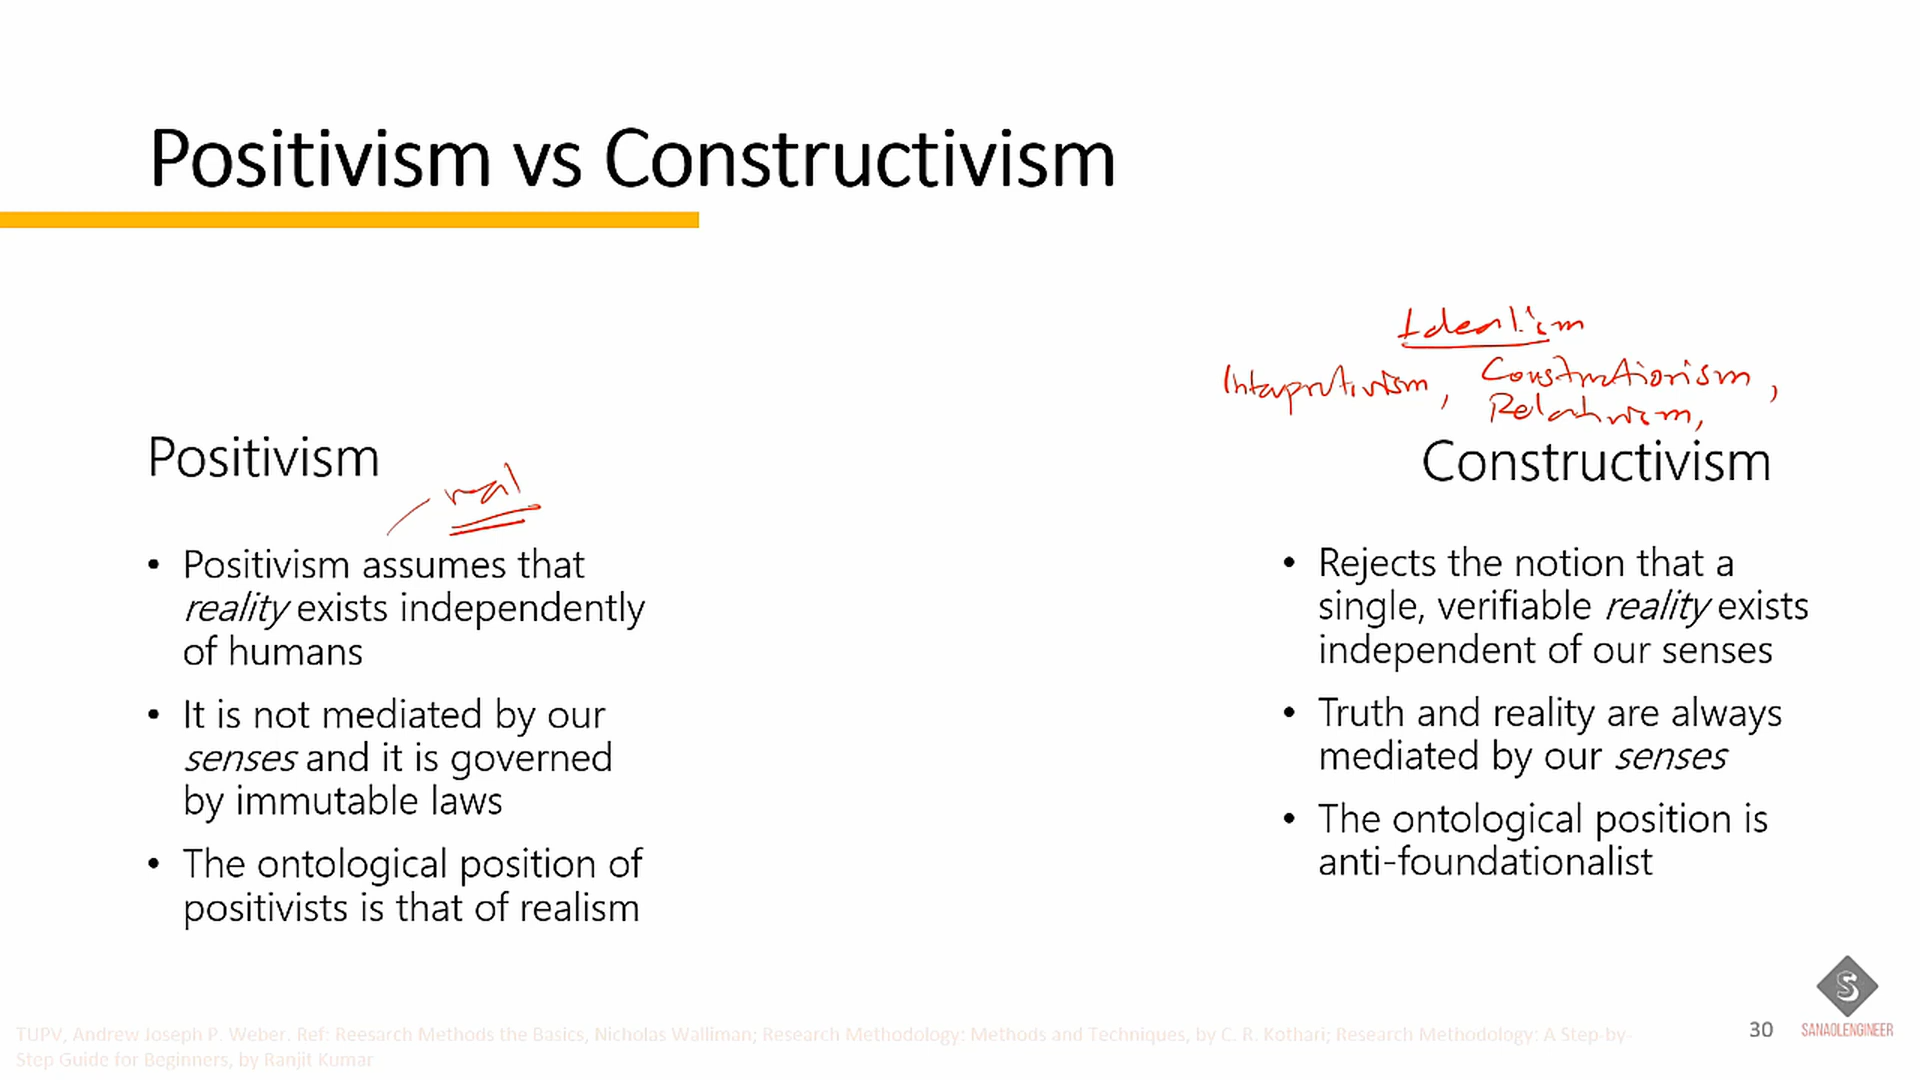 Positivism vs Constructivism
Idealism
Interpretivism, Constructionism,
Relativism,
Positivism
real
• Positivism assumes that
reality exists independently
of humans
• It is not mediated by our
senses and it is governed
by immutable laws
• The ontological position of
positivists is that of realism
Constructivism
• Rejects the notion that a
single, verifiable reality exists
independent of our senses
• Truth and reality are always
mediated by our senses
• The ontological position is
anti-foundationalist
S
SANAOLENGINEER
30
TUPV, Andrew Joseph P. Weber. Ref: Reesarch Methods the Basics, Nicholas Walliman; Research Methodology: Methods and Techniques, by C. R. Kothari; Research Methodology: A Step-by-
Step Guide for Beginners, by Ranjit Kumar